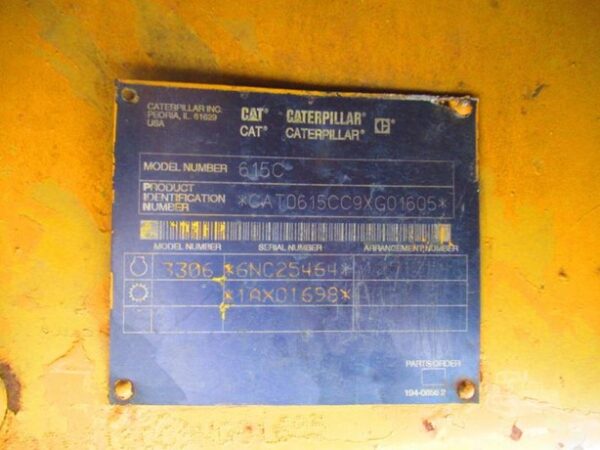 CATERPILLAR INC.
PEORIA, IL 61629
USA
CAT® CATERPILLAR®
CAT® CATERPILLAR®
MODEL NUMBER 615C
PRODUCT IDENTIFICATION NUMBER *CAT0615CC9XG01605*
MODEL NUMBER SERIAL NUMBER ARRANGEMENT NUMBER
3306 *6NC25464*
*1AX01698*
PARTS ORDER
194-0656 2